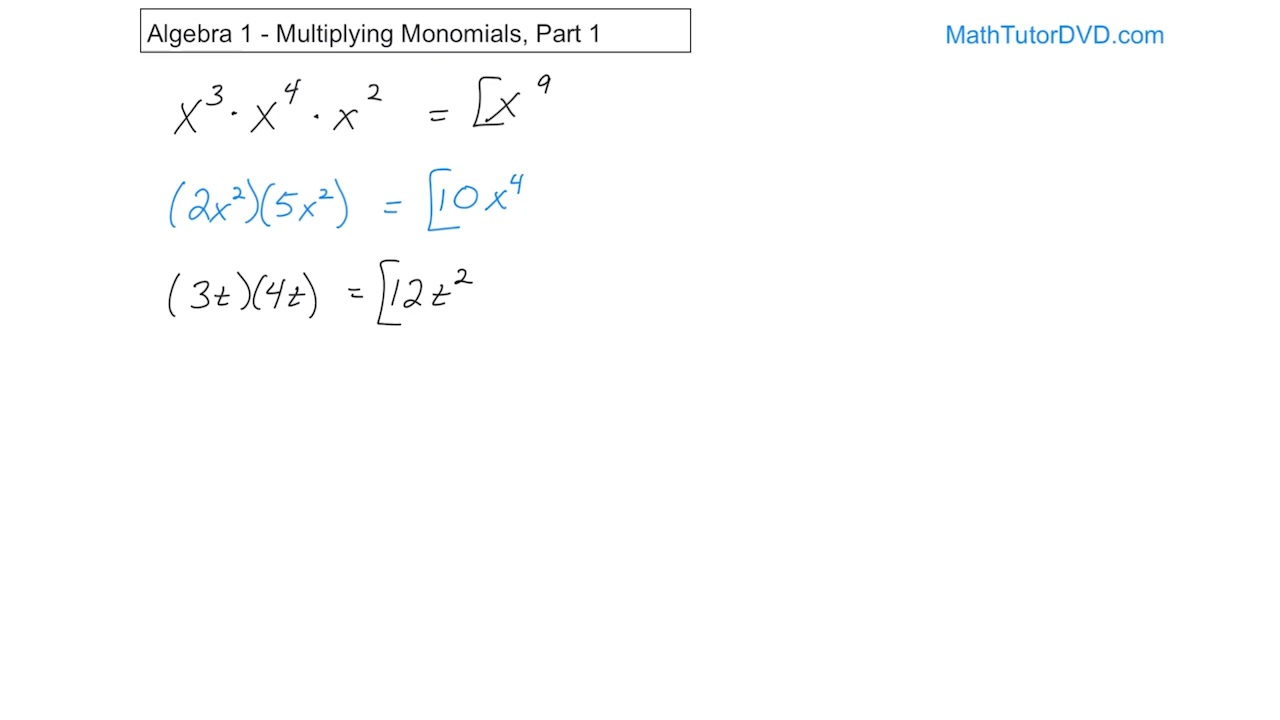 Algebra 1 - Multiplying Monomials, Part 1
MathTutorDVD.com
x³ · x⁴ · x² = [x⁹
(2x²)(5x²) = [10x⁴
(3t)(4t) = [12t²